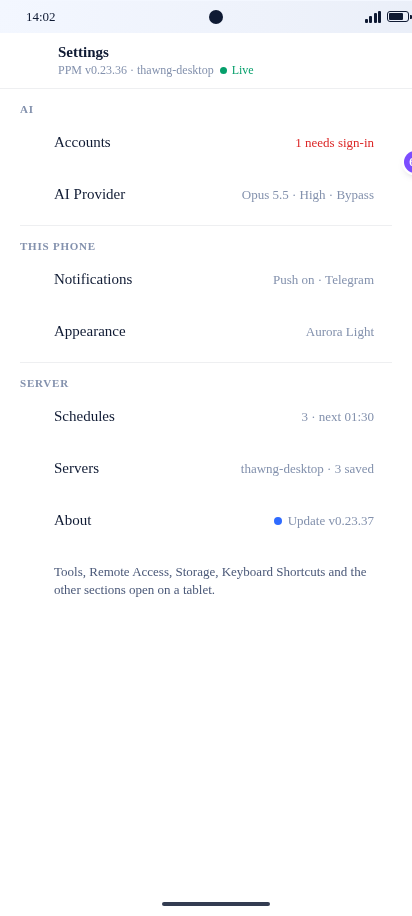 14:02
Settings
PPM v0.23.36 · thawng-desktop Live
AI
Accounts 1 needs sign-in
AI Provider Opus 5.5 · High · Bypass
THIS PHONE
Notifications Push on · Telegram
Appearance Aurora Light
SERVER
Schedules 3 · next 01:30
Servers thawng-desktop · 3 saved
About Update v0.23.37
Tools, Remote Access, Storage, Keyboard Shortcuts and the
other sections open on a tablet.